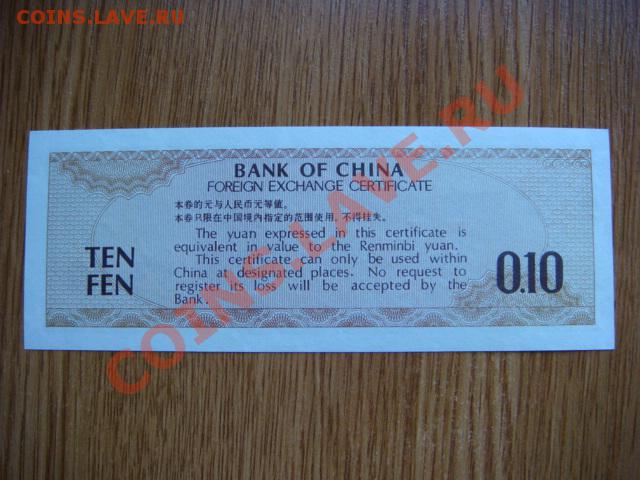 COINS.LAVE.RU
BANK OF CHINA
FOREIGN EXCHANGE CERTIFICATE
本券的元与人民币元等值。
本券只限在中国境内指定的范围使用，不得挂失。
The yuan expressed in this certificate is
equivalent in value to the Renminbi yuan.
This certificate can only be used within
China at designated places. No request to
register its loss will be accepted by the
Bank.
TEN
FEN
0.10
COINS.LAVE.RU